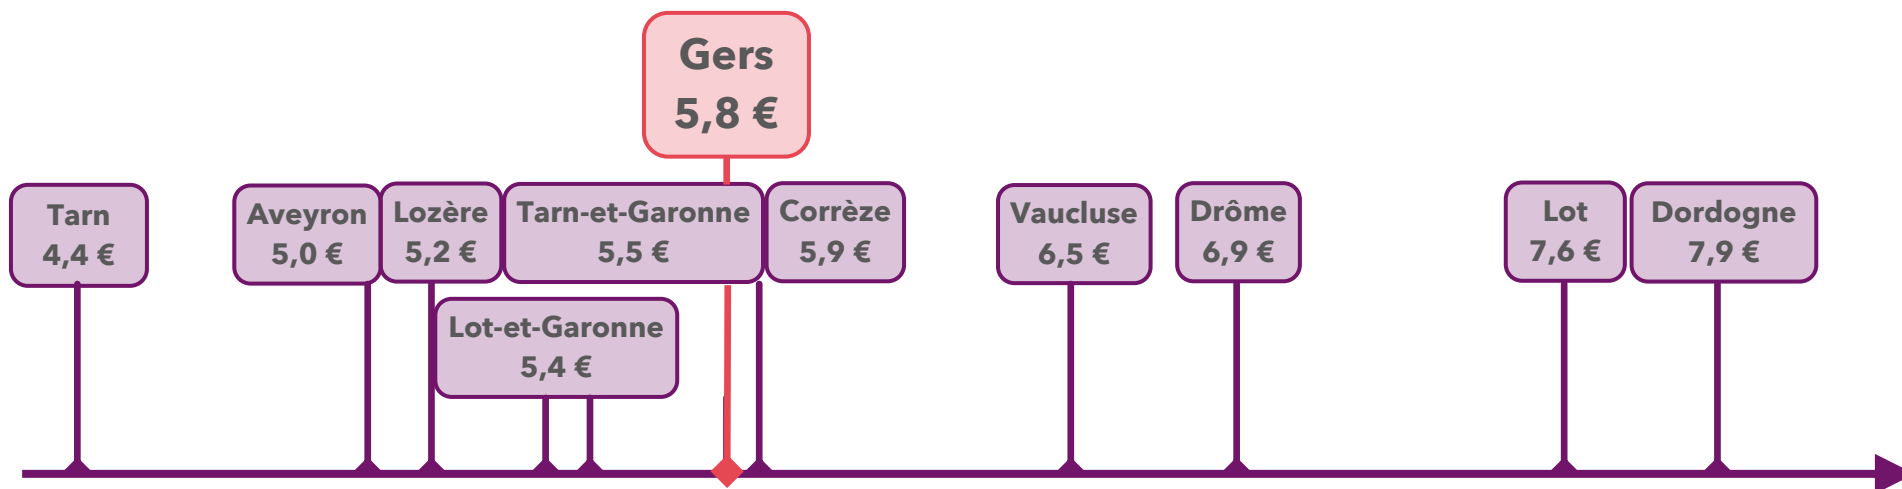 Gers
5,8 €
Tarn
4,4 €
Aveyron
5,0 €
Lozère
5,2 €
Tarn-et-Garonne
5,5 €
Corrèze
5,9 €
Vaucluse
6,5 €
Drôme
6,9 €
Lot
7,6 €
Dordogne
7,9 €
Lot-et-Garonne
5,4 €